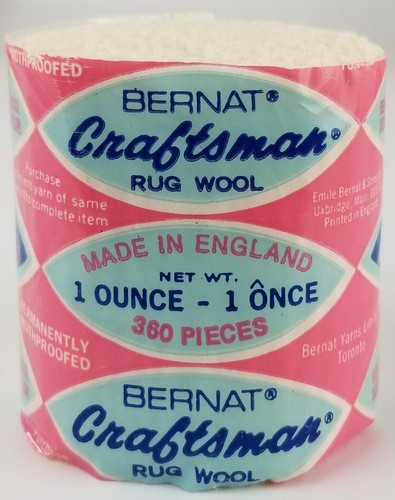 MOTHPROOFED
BERNAT®
Craftsman®
RUG WOOL
Purchase
yarn of same
complete item
Emile Bernat & Sons
Uxbridge, Mass.
Printed in England
MADE IN ENGLAND
NET WT.
1 OUNCE - 1 ÔNCE
360 PIECES
PERMANENTLY
MOTHPROOFED
Bernat Yarns
Toronto
BERNAT®
Craftsman®
RUG WOOL